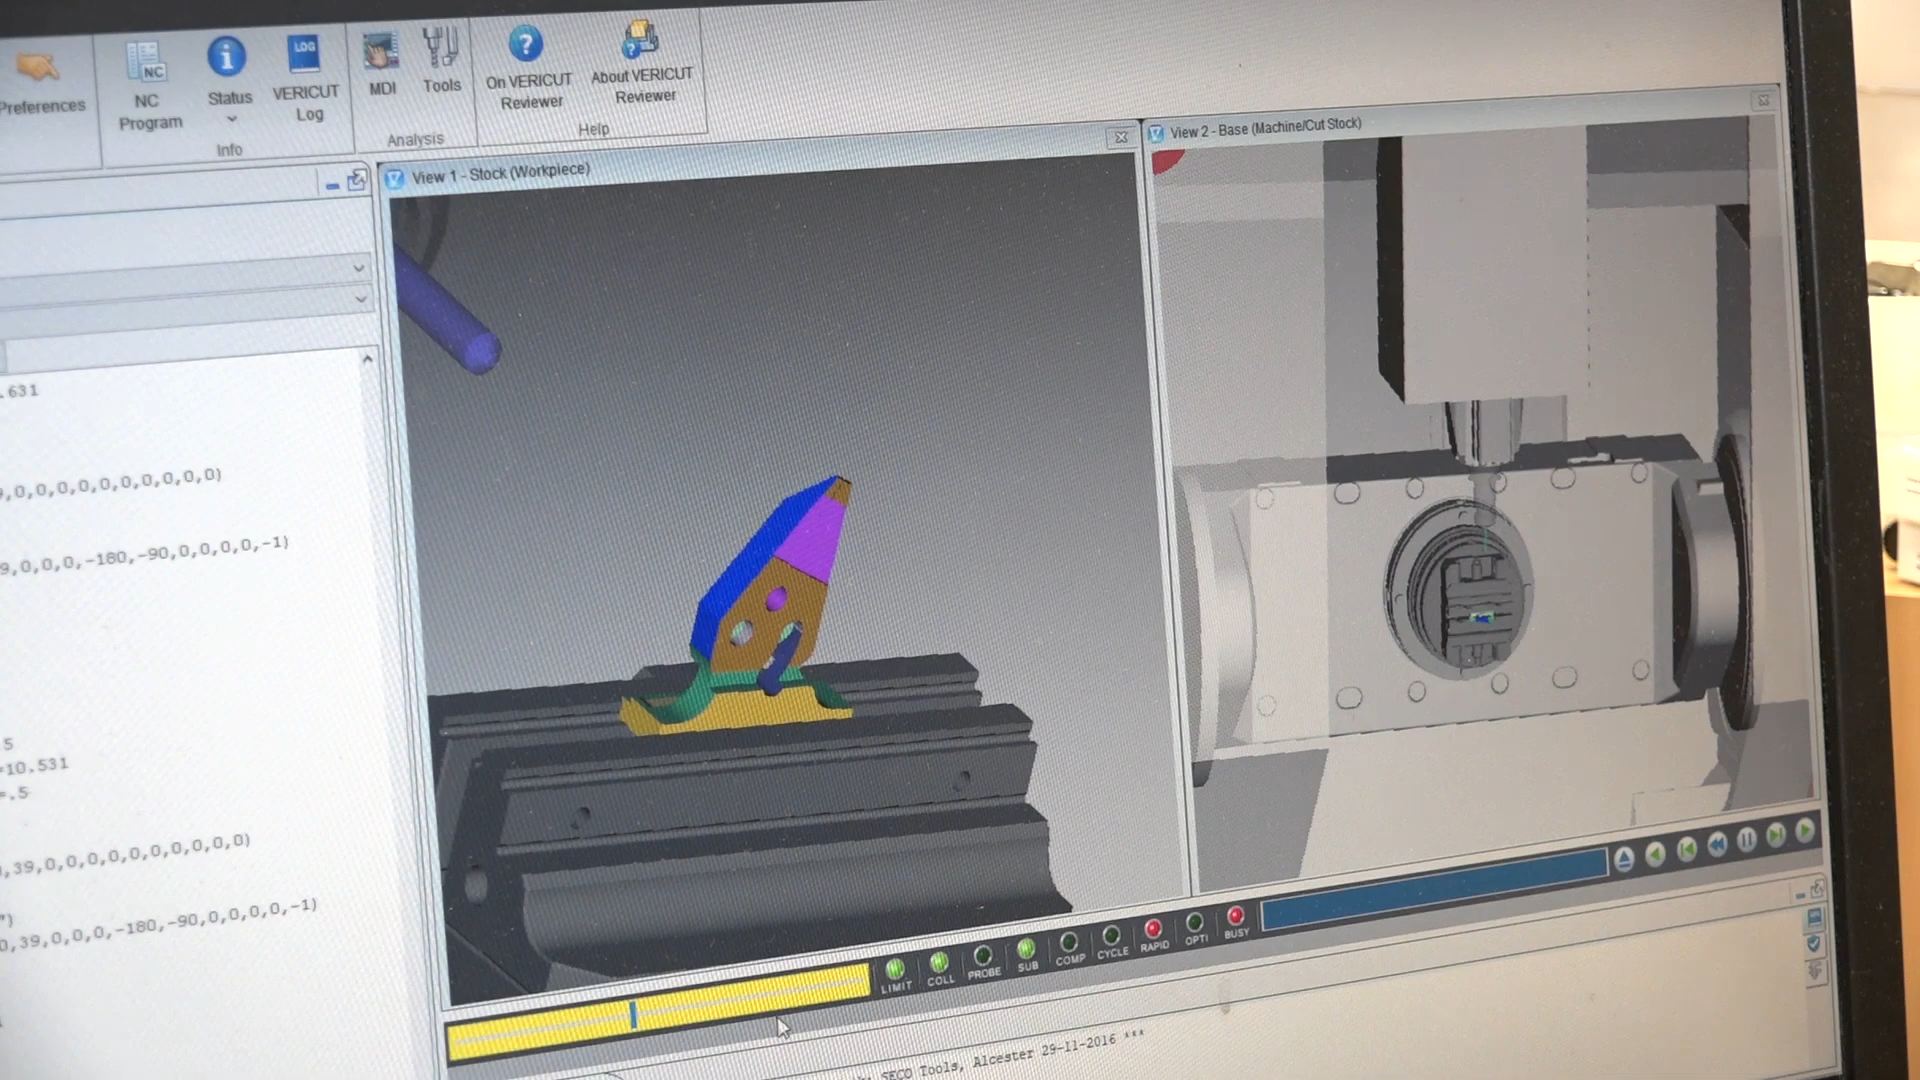 Preferences
NC
NC
Program
Status
Info
LOG
VERICUT
Log
MDI
Tools
Analysis
On VERICUT
Reviewer
About VERICUT
Reviewer
Help
View 1 - Stock (Workpiece)
View 2 - Base (Machine/Cut Stock)
.631
9,0,0,0,0,0,0,0,0,0,0)
9,0,0,0,-180,-90,0,0,0,0,-1)
5
=10.531
=.5
,39,0,0,0,0,0,0,0,0,0,0)
")
0,39,0,0,0,-180,-90,0,0,0,0,-1)
LIMIT
COLL
PROBE
SUB
COMP
CYCLE
RAPID
OPTI
BUSY
SECO Tools, Alcester 29-11-2016 ***